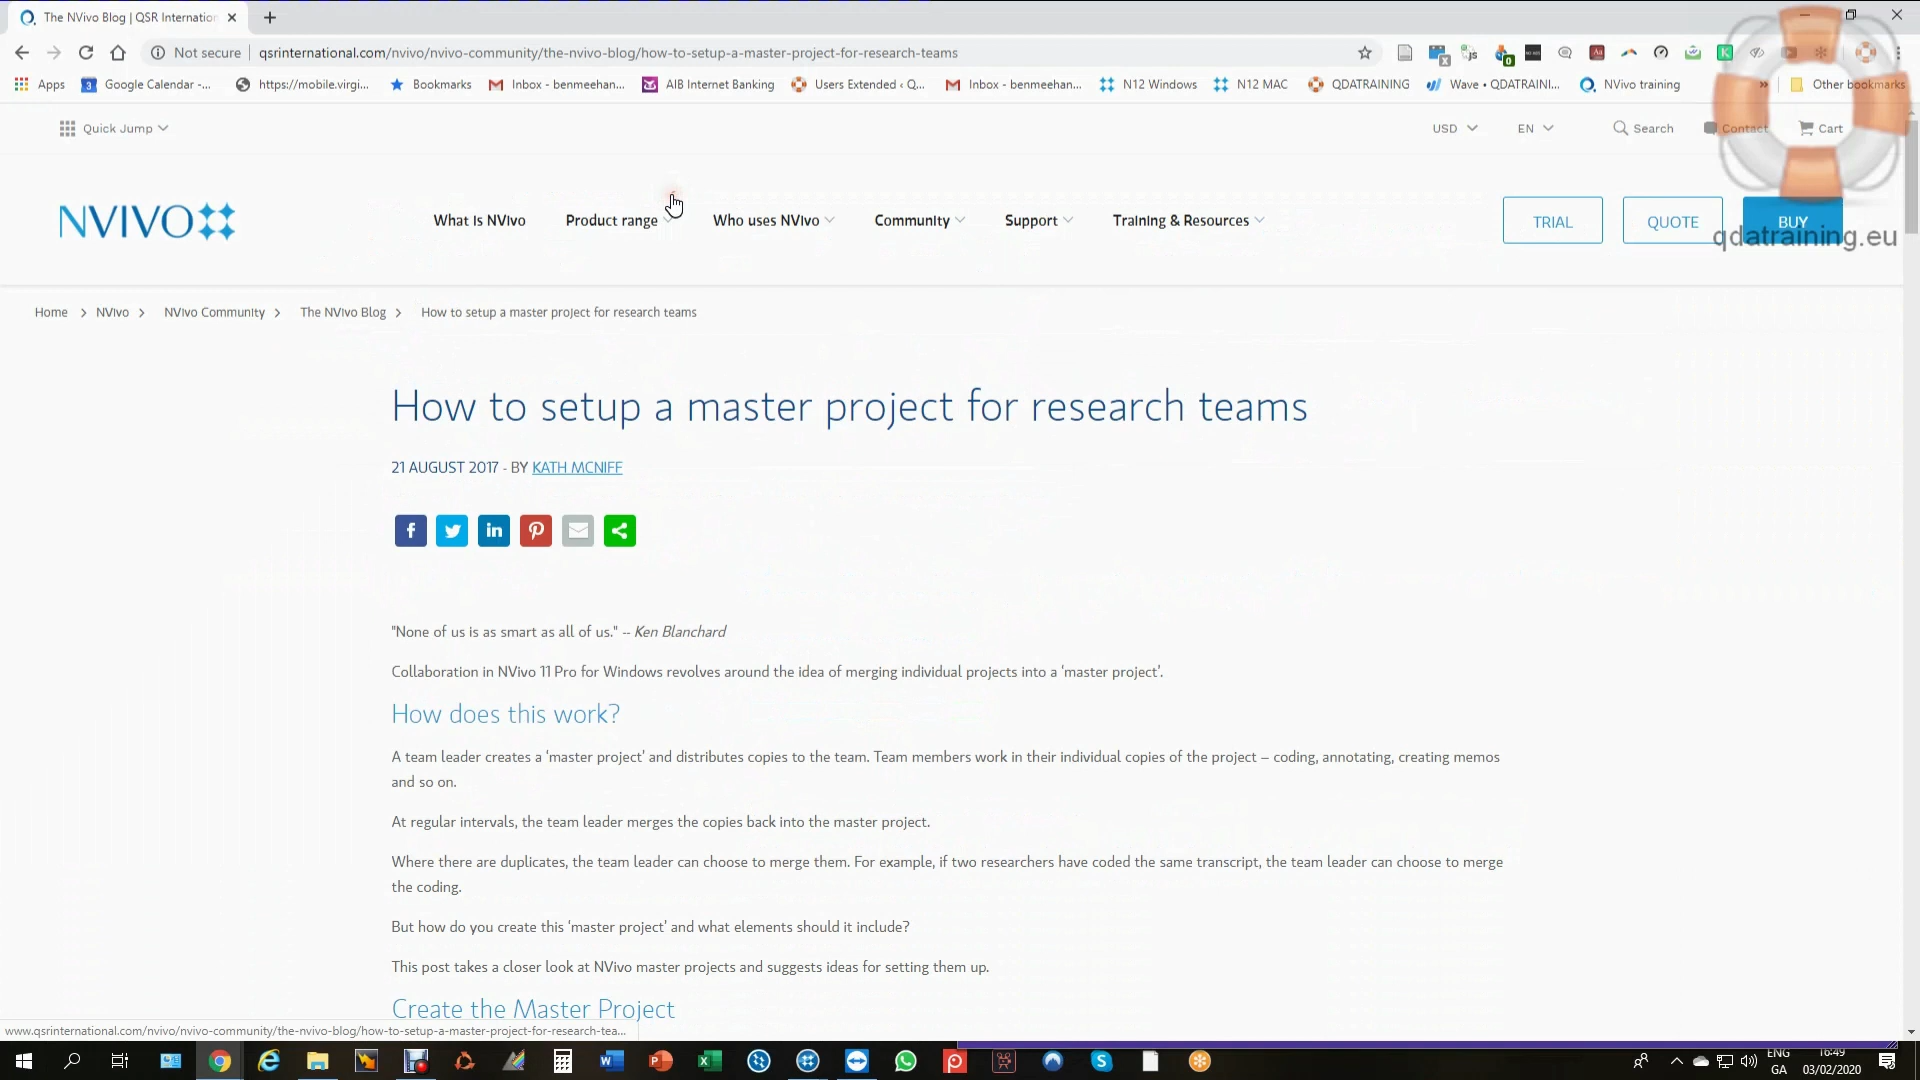 The NVivo Blog | QSR Internation
Not secure
qsrinternational.com/nvivo/nvivo-community/the-nvivo-blog/how-to-setup-a-master-project-for-research-teams
Apps
Google Calendar -...
https://mobile.virgi...
Bookmarks
Inbox - benmeehan...
AIB Internet Banking
Users Extended ‹ Q...
Inbox - benmeehan...
N12 Windows
N12 MAC
QDATRAINING
Wave • QDATRAINI...
NVivo training
»
Other bookmarks
Quick Jump
USD
EN
Search
Contact
Cart
NVIVO
What is NVivo
Product range
Who uses NVivo
Community
Support
Training & Resources
TRIAL
QUOTE
BUY
qdatraining.eu
Home > NVivo > NVivo Community > The NVivo Blog > How to setup a master project for research teams
How to setup a master project for research teams
21 AUGUST 2017 - BY KATH MCNIFF
"None of us is as smart as all of us." -- Ken Blanchard
Collaboration in NVivo 11 Pro for Windows revolves around the idea of merging individual projects into a ‘master project’.
How does this work?
A team leader creates a ‘master project’ and distributes copies to the team. Team members work in their individual copies of the project – coding, annotating, creating memos
and so on.
At regular intervals, the team leader merges the copies back into the master project.
Where there are duplicates, the team leader can choose to merge them. For example, if two researchers have coded the same transcript, the team leader can choose to merge
the coding.
But how do you create this ‘master project’ and what elements should it include?
This post takes a closer look at NVivo master projects and suggests ideas for setting them up.
Create the Master Project
www.qsrinternational.com/nvivo/nvivo-community/the-nvivo-blog/how-to-setup-a-master-project-for-research-tea...
ENG
GA
16:49
03/02/2020